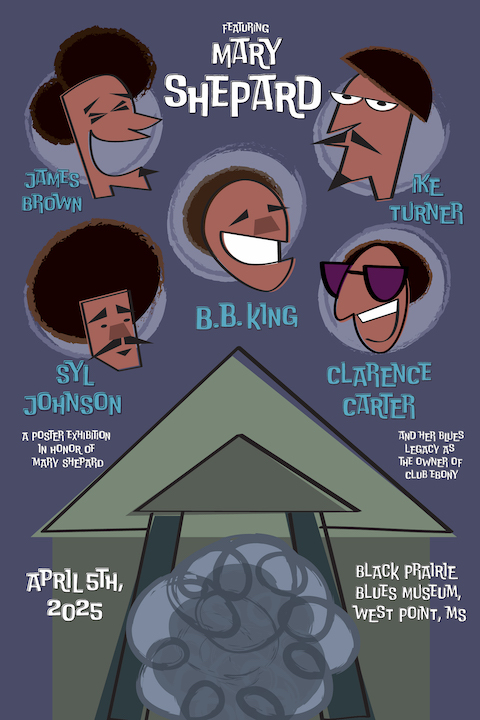 FEATURING
MARY
SHEPARD
JAMES
BROWN
IKE
TURNER
B.B. KING
SYL
JOHNSON
CLARENCE
CARTER
A POSTER EXHIBITION
IN HONOR OF
MARY SHEPARD
AND HER BLUES
LEGACY AS
THE OWNER OF
CLUB EBONY
APRIL 5TH,
2025
BLACK PRAIRIE
BLUES MUSEUM,
WEST POINT, MS